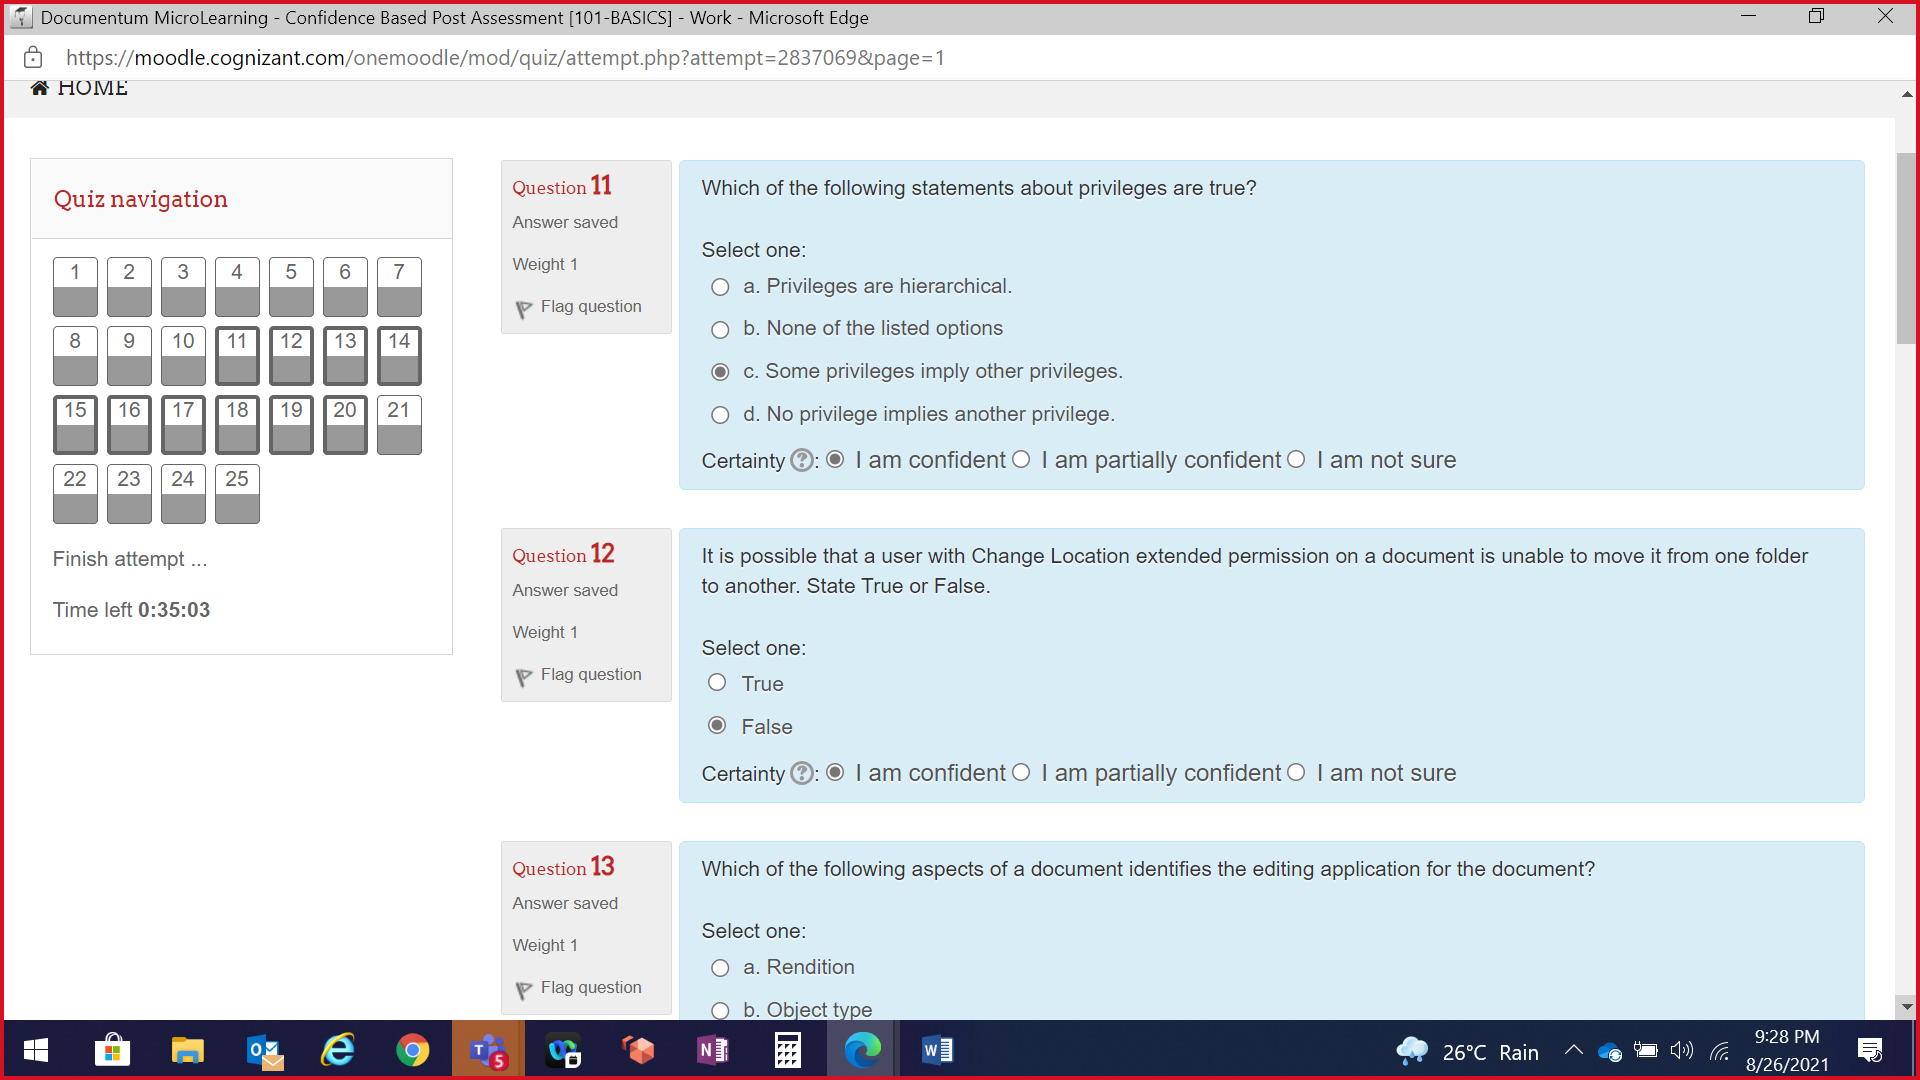 Documentum MicroLearning - Confidence Based Post Assessment [101-BASICS] - Work - Microsoft Edge
https://moodle.cognizant.com/onemoodle/mod/quiz/attempt.php?attempt=2837069&page=1
HOME
Quiz navigation
1 2 3 4 5 6 7
8 9 10 11 12 13 14
15 16 17 18 19 20 21
22 23 24 25
Finish attempt ...
Time left 0:35:03
Question 11
Answer saved
Weight 1
Flag question
Which of the following statements about privileges are true?
Select one:
a. Privileges are hierarchical.
b. None of the listed options
c. Some privileges imply other privileges.
d. No privilege implies another privilege.
Certainty ?: I am confident I am partially confident I am not sure
Question 12
Answer saved
Weight 1
Flag question
It is possible that a user with Change Location extended permission on a document is unable to move it from one folder
to another. State True or False.
Select one:
True
False
Certainty ?: I am confident I am partially confident I am not sure
Question 13
Answer saved
Weight 1
Flag question
Which of the following aspects of a document identifies the editing application for the document?
Select one:
a. Rendition
b. Object type
26°C Rain
9:28 PM
8/26/2021